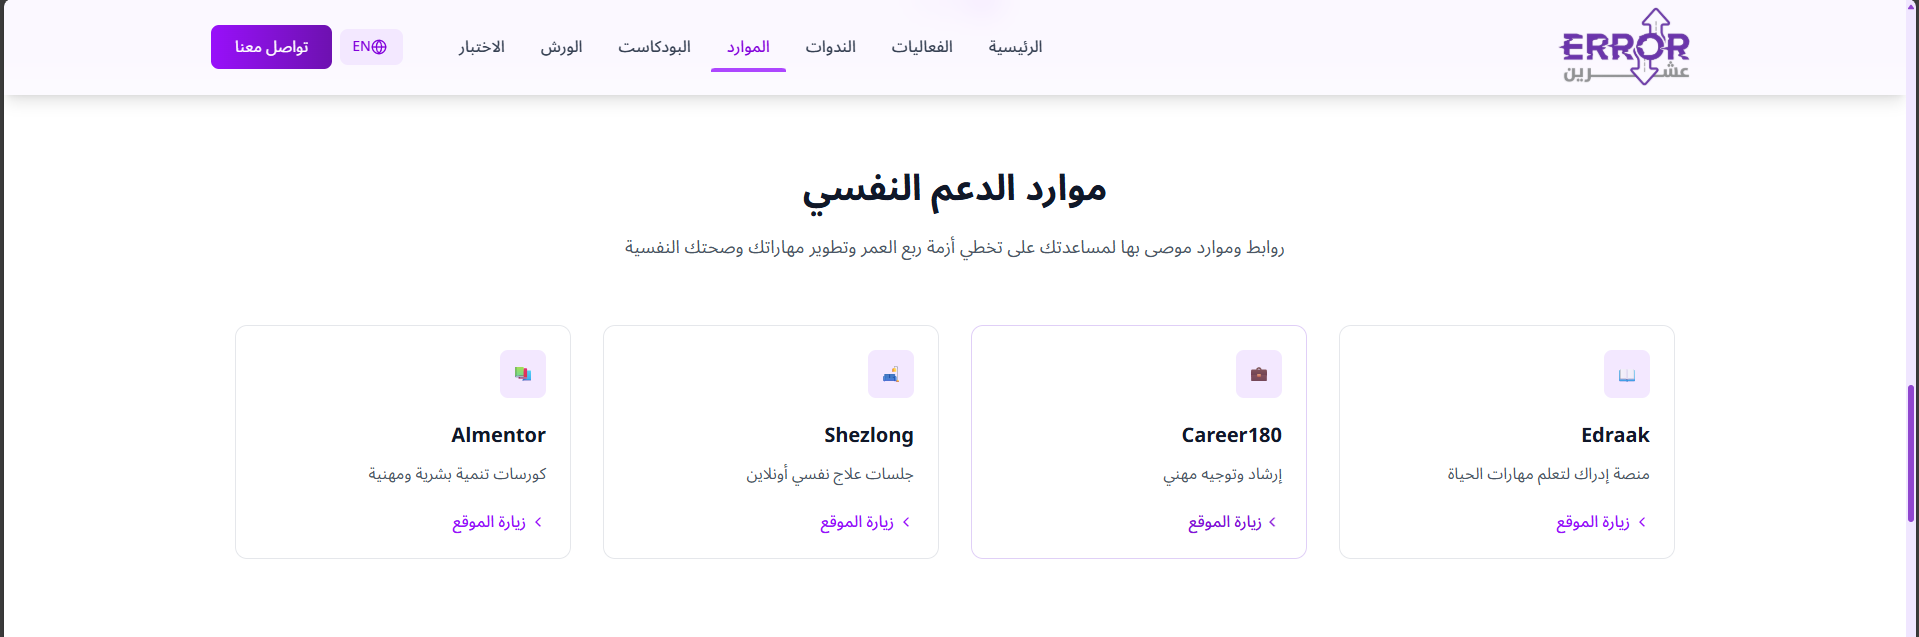 ERROR
عشرين
الرئيسية
الفعاليات
الندوات
الموارد
البودكاست
الورش
الاختبار
EN
تواصل معنا
موارد الدعم النفسي
روابط وموارد موصى بها لمساعدتك على تخطي أزمة ربع العمر وتطوير مهاراتك وصحتك النفسية
Edraak
منصة إدراك لتعلم مهارات الحياة
زيارة الموقع
Career180
إرشاد وتوجيه مهني
زيارة الموقع
Shezlong
جلسات علاج نفسي أونلاين
زيارة الموقع
Almentor
كورسات تنمية بشرية ومهنية
زيارة الموقع